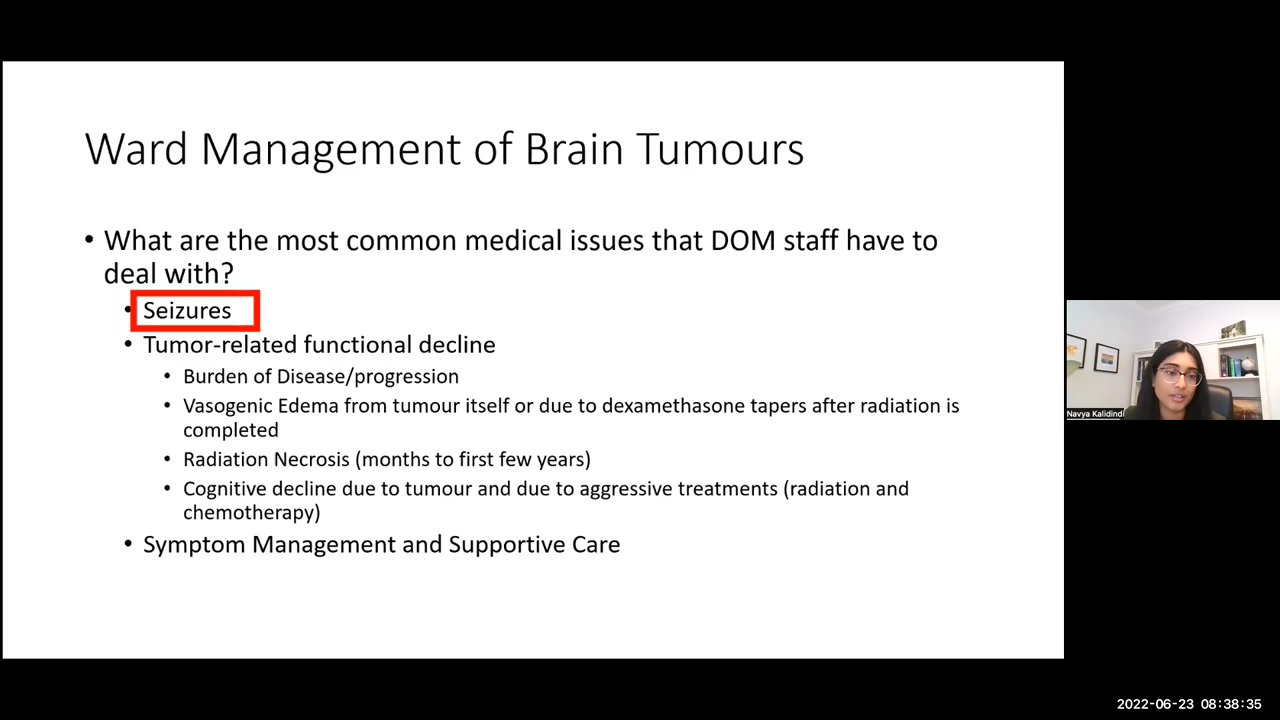 Ward Management of Brain Tumours
• What are the most common medical issues that DOM staff have to
deal with?
• Seizures
• Tumor-related functional decline
• Burden of Disease/progression
• Vasogenic Edema from tumour itself or due to dexamethasone tapers after radiation is
completed
• Radiation Necrosis (months to first few years)
• Cognitive decline due to tumour and due to aggressive treatments (radiation and
chemotherapy)
• Symptom Management and Supportive Care
Navya Kalidindi
2022-06-23 08:38:35